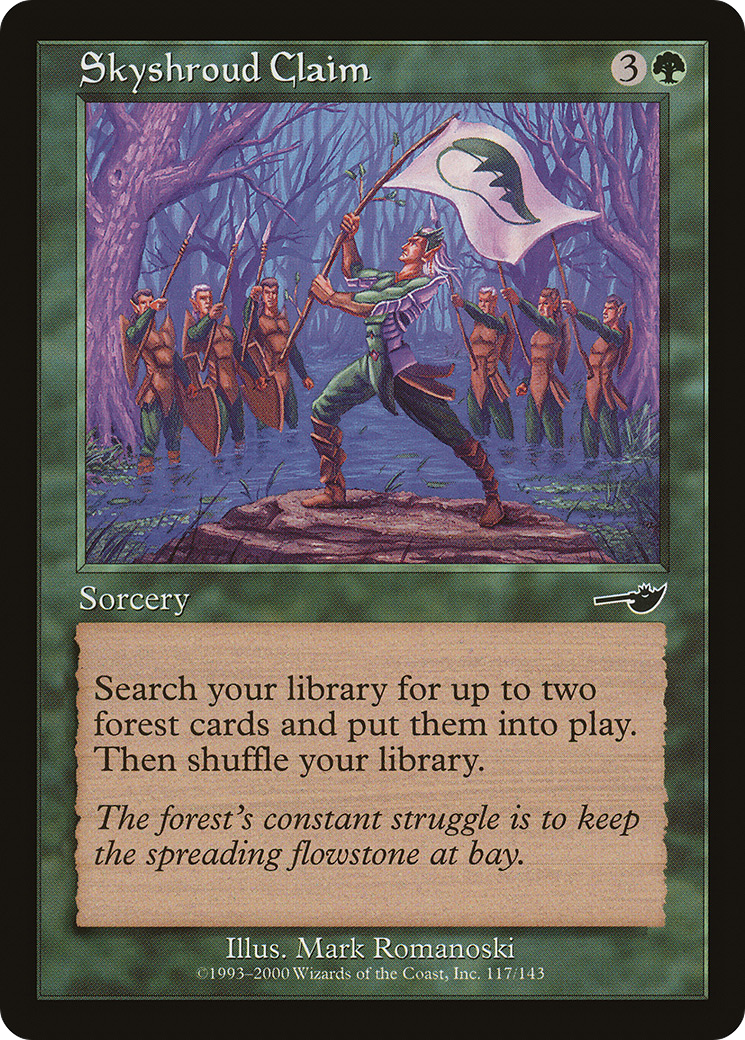 Skyshroud Claim
3
Sorcery
Search your library for up to two
forest cards and put them into play.
Then shuffle your library.
The forest's constant struggle is to keep
the spreading flowstone at bay.
Illus. Mark Romanoski
©1993–2000 Wizards of the Coast, Inc. 117/143